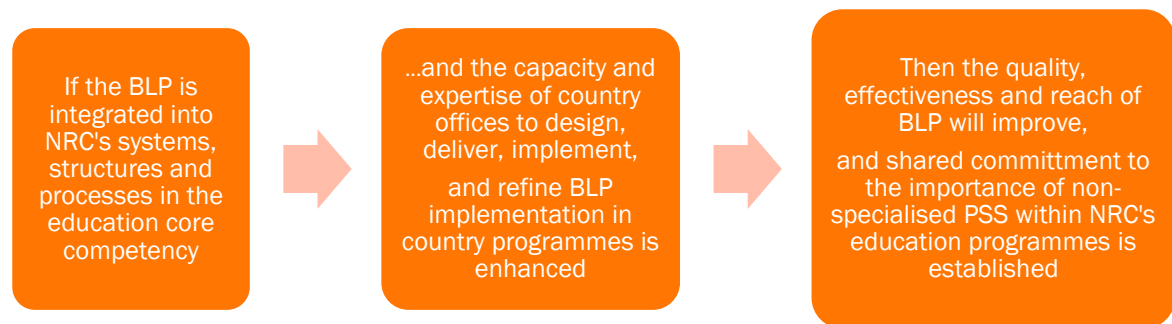 If the BLP is
integrated into
NRC's systems,
structures and
processes in the
education core
competency
...and the capacity and
expertise of country
offices to design,
deliver, implement,
and refine BLP
implementation in
country programmes is
enhanced
Then the quality,
effectiveness and reach of
BLP will improve,
and shared committment to
the importance of non-
specialised PSS within NRC's
education programmes is
established